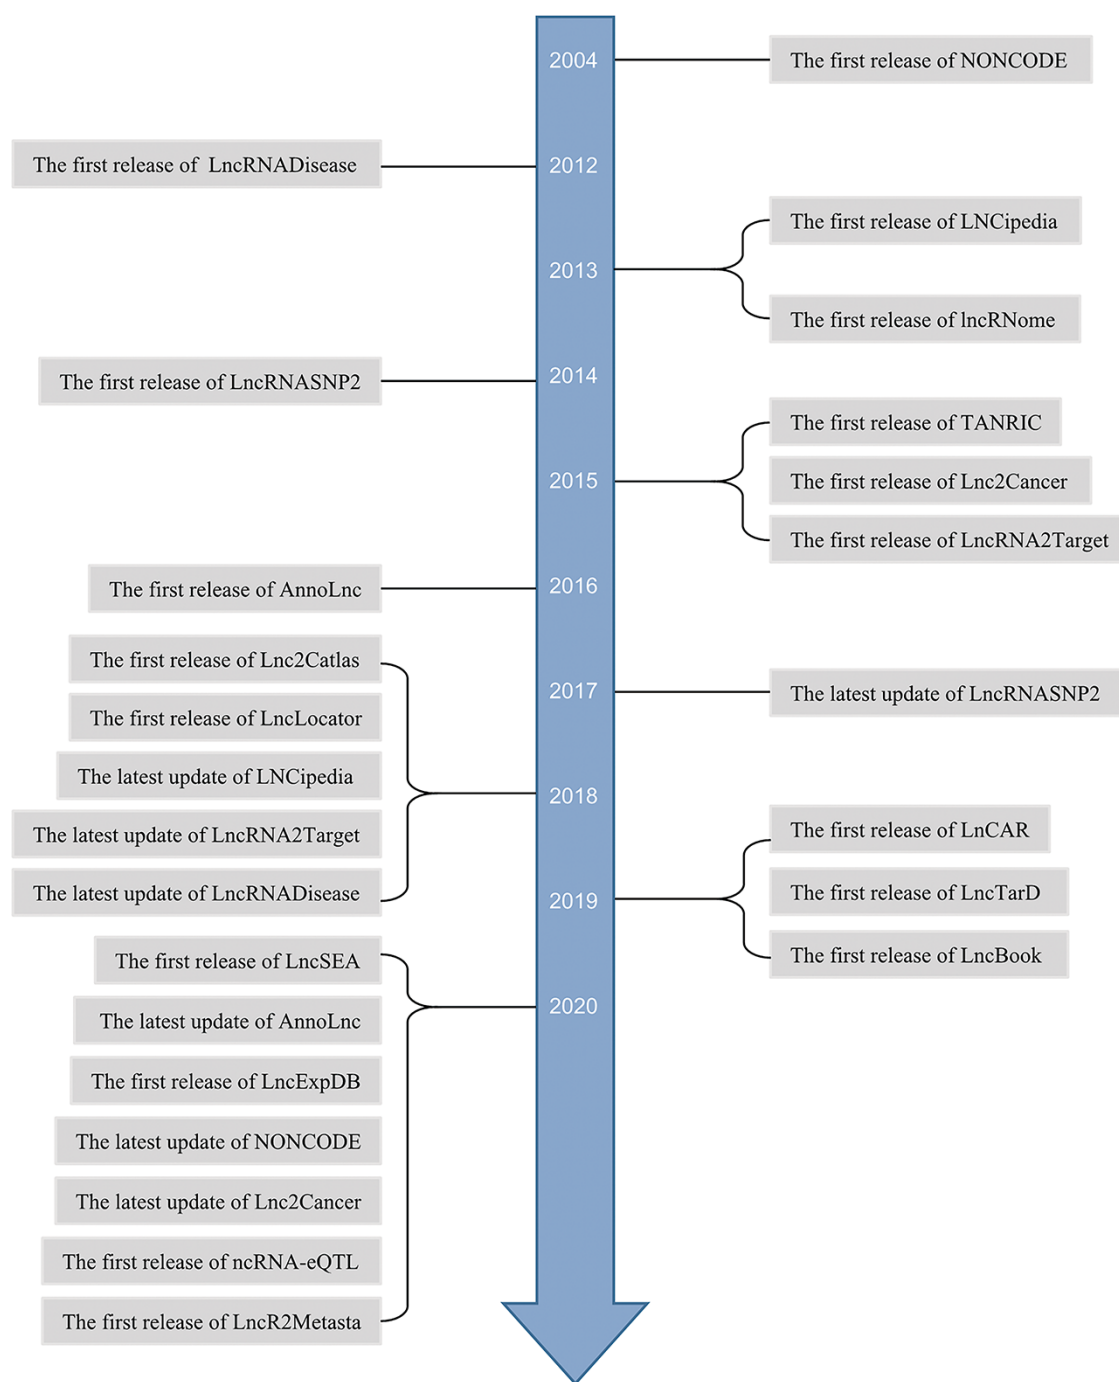 2004
The first release of NONCODE
The first release of LncRNADisease
2012
The first release of LNCipedia
2013
The first release of lncRNome
The first release of LncRNASNP2
2014
The first release of TANRIC
2015
The first release of Lnc2Cancer
The first release of LncRNA2Target
The first release of AnnoLnc
2016
The first release of Lnc2Catlas
2017
The latest update of LncRNASNP2
The first release of LncLocator
The latest update of LNCipedia
2018
The latest update of LncRNA2Target
The latest update of LncRNADisease
The first release of LnCAR
2019
The first release of LncTarD
The first release of LncBook
The first release of LncSEA
2020
The latest update of AnnoLnc
The first release of LncExpDB
The latest update of NONCODE
The latest update of Lnc2Cancer
The first release of ncRNA-eQTL
The first release of LncR2Metasta